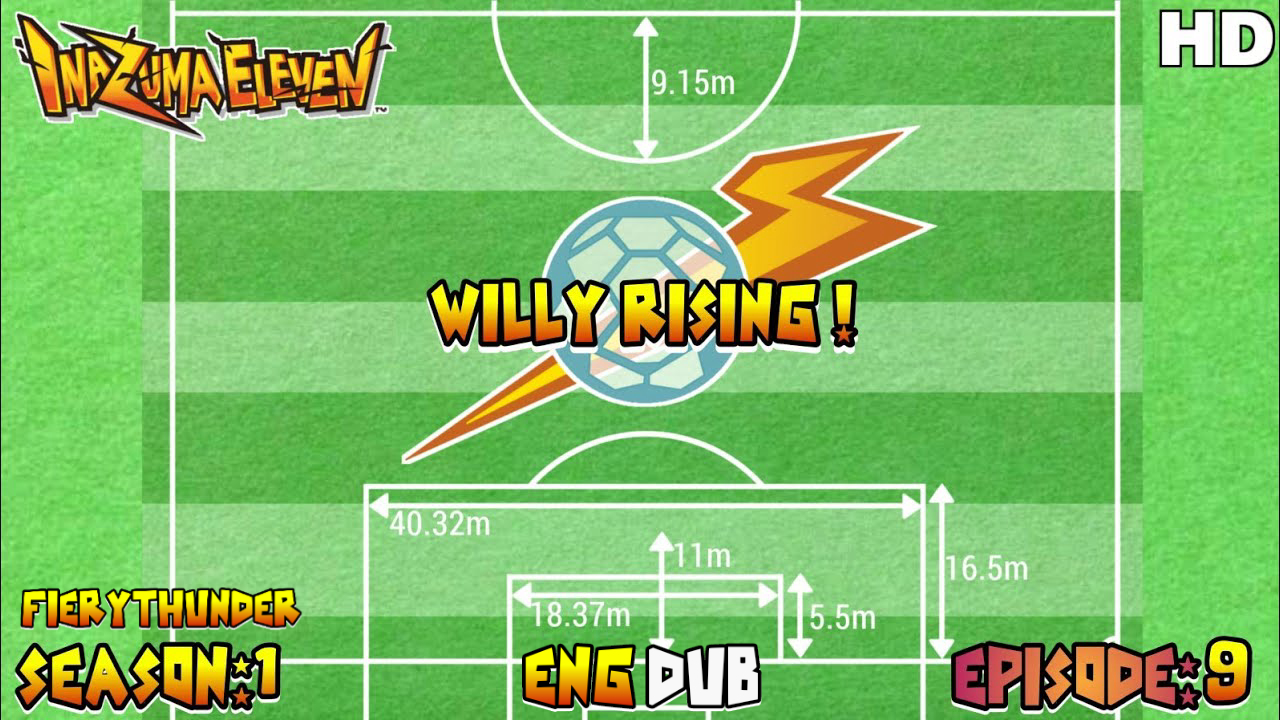 INAZUMA ELEVEN
TM
HD
9.15m
WILLY RISING!
40.32m
11m
16.5m
18.37m
5.5m
FIERYTHUNDER
SEASON:1
ENG DUB
EPISODE:9